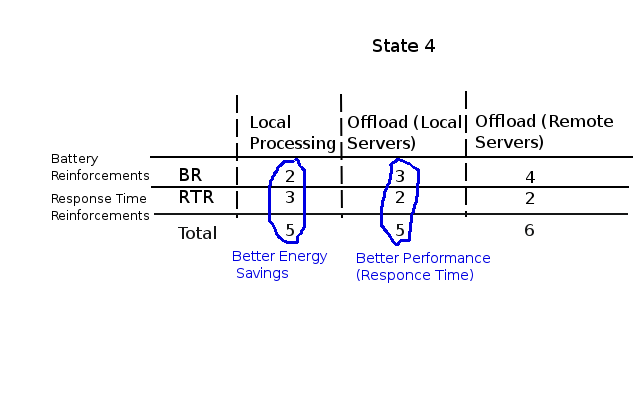 State 4
Local Processing
Offload (Local Servers)
Offload (Remote Servers)
Battery Reinforcements
BR 2 3 4
Response Time Reinforcements
RTR 3 2 2
Total 5 5 6
Better Energy
Savings
Better Performance
(Responce Time)